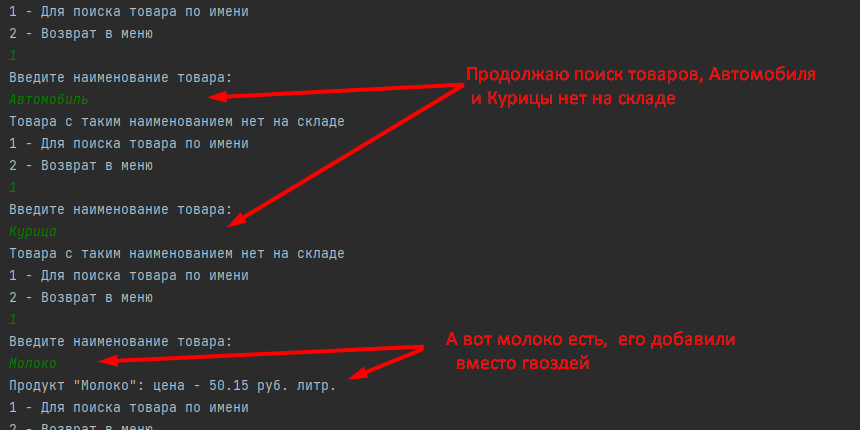 1 - Для поиска товара по имени
2 - Возврат в меню
1
Введите наименование товара:
Автомобиль
Товара с таким наименованием нет на складе
1 - Для поиска товара по имени
2 - Возврат в меню
1
Введите наименование товара:
Курица
Товара с таким наименованием нет на складе
1 - Для поиска товара по имени
2 - Возврат в меню
1
Введите наименование товара:
Молоко
Продукт "Молоко": цена - 50.15 руб. литр.
1 - Для поиска товара по имени
2 - Возврат в меню
Продолжаю поиск товаров, Автомобиля
и Курицы нет на складе
А вот молоко есть, его добавили
вместо гвоздей